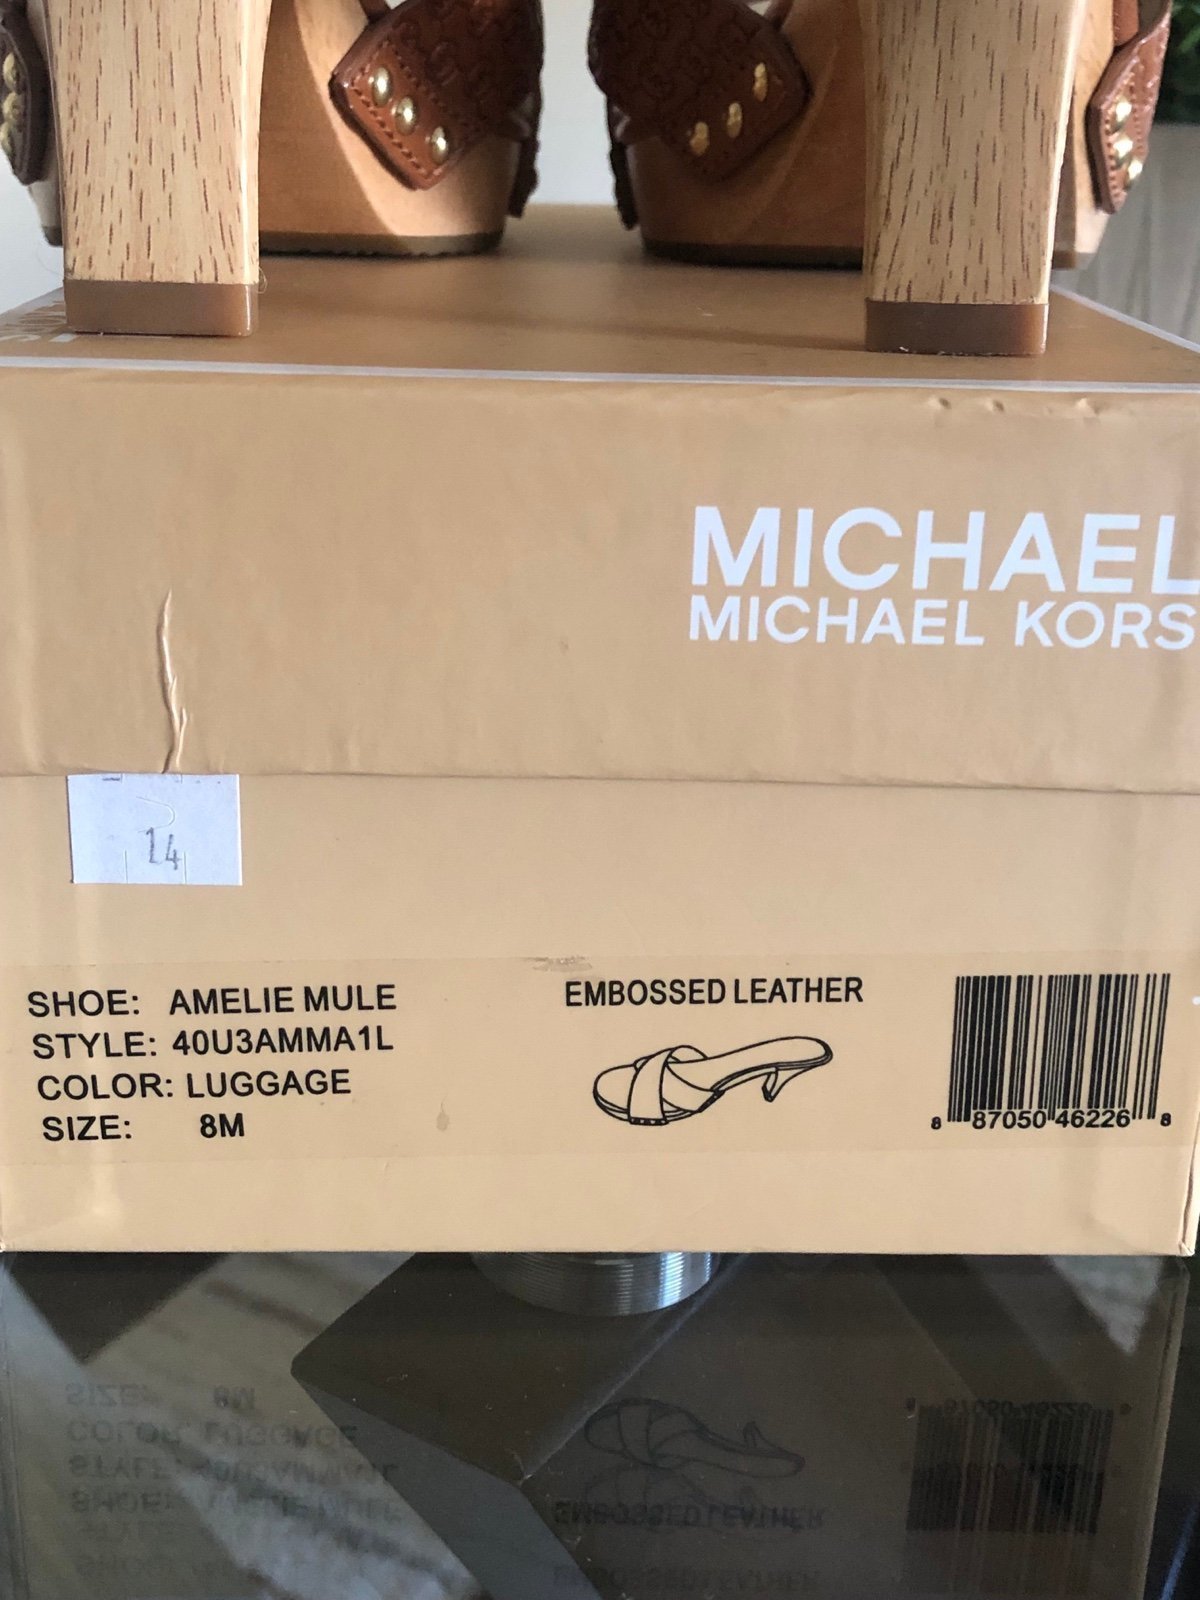 MICHAEL
MICHAEL KORS
14
SHOE: AMELIE MULE
STYLE: 40U3AMMA1L
COLOR: LUGGAGE
SIZE: 8M
EMBOSSED LEATHER
8 87050 46226 8